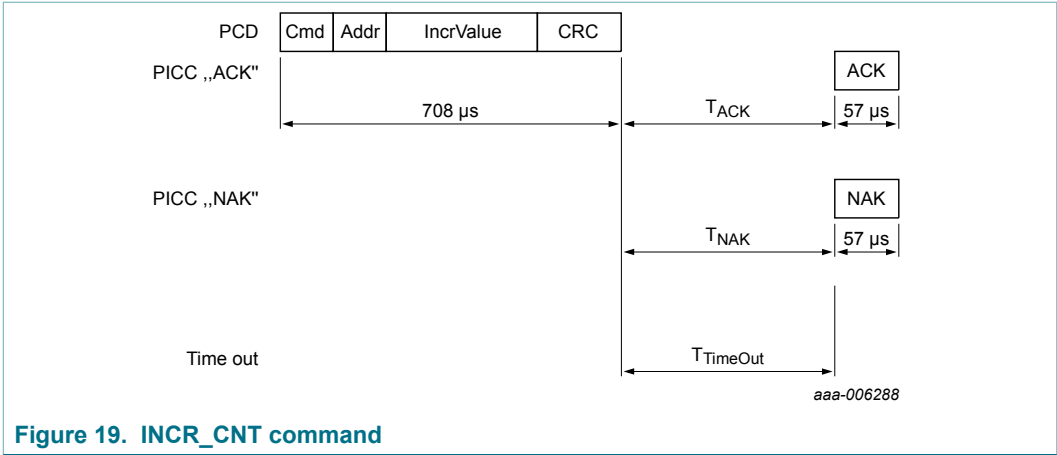 PCD Cmd Addr IncrValue CRC
PICC ,,ACK" ACK
708 µs TACK 57 µs
PICC ,,NAK" NAK
TNAK 57 µs
Time out TTimeOut
aaa-006288
Figure 19. INCR_CNT command